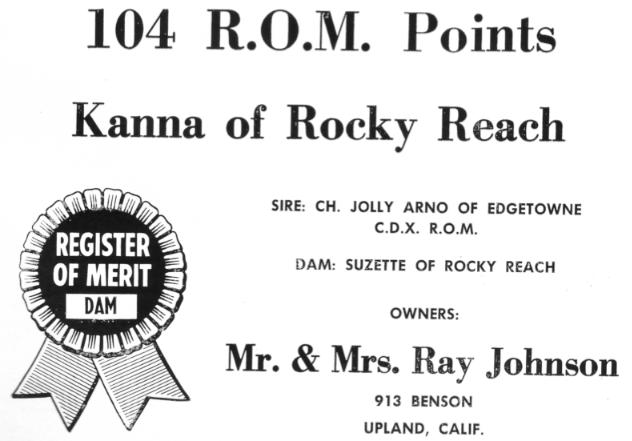 104 R.O.M. Points
Kanna of Rocky Reach
REGISTER
OF MERIT
DAM
SIRE: CH. JOLLY ARNO OF EDGETOWNE
C.D.X. R.O.M.
DAM: SUZETTE OF ROCKY REACH
OWNERS:
Mr. & Mrs. Ray Johnson
913 BENSON
UPLAND, CALIF.